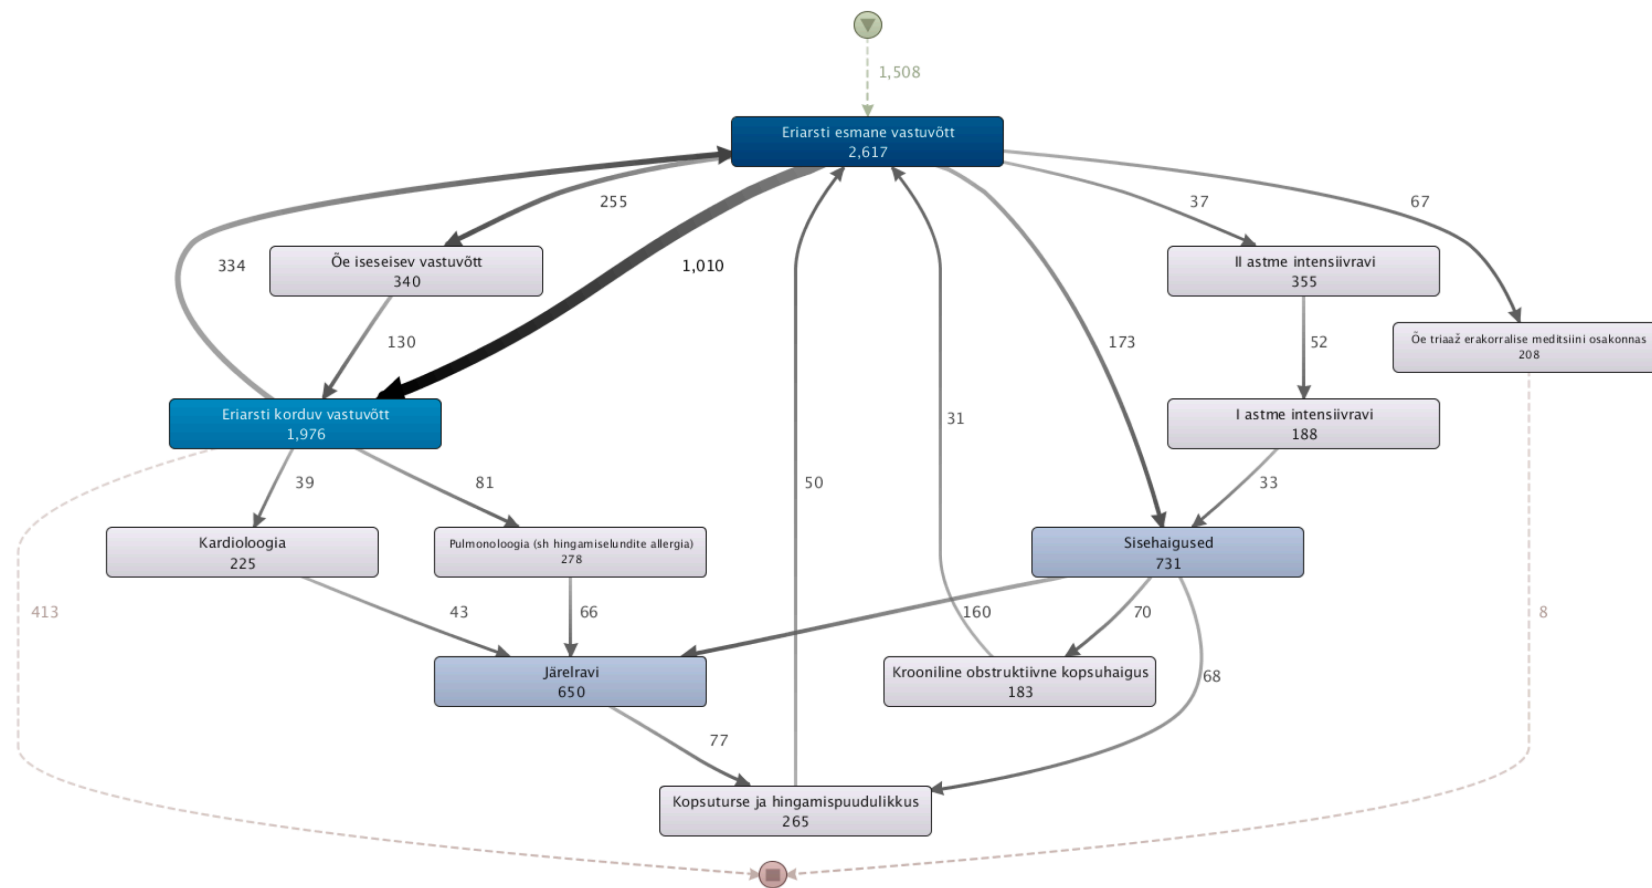 1,508
Eriarsti esmane vastuvõtt
2,617
255
37
67
334
Õe iseseisev vastuvõtt
340
1,010
II astme intensiivravi
355
130
50
31
173
52
Õe triaaž erakorralise meditsiini osakonnas
208
Eriarsti korduv vastuvõtt
1,976
I astme intensiivravi
188
39
81
33
Kardioloogia
225
Pulmonoloogia (sh hingamiselundite allergia)
278
Sisehaigused
731
413
43
66
160
70
8
Järelravi
650
Krooniline obstruktiivne kopsuhaigus
183
68
77
Kopsuturse ja hingamispuudulikkus
265